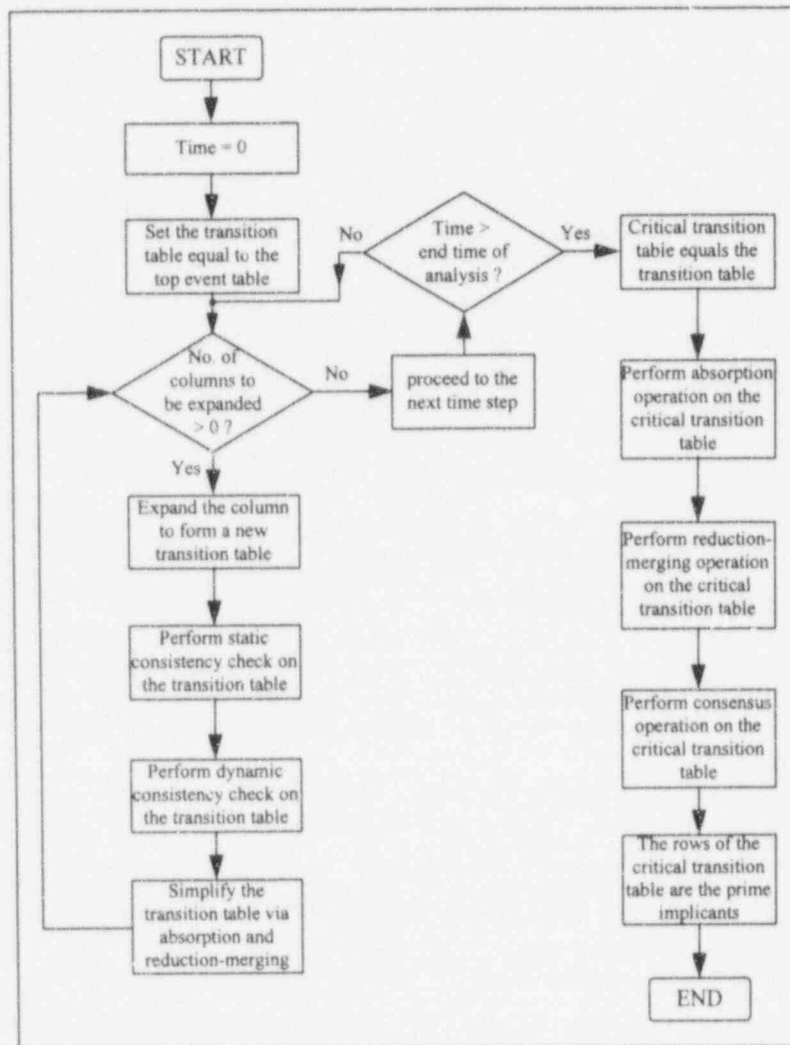 START
Time = 0
Set the transition
table equal to the
top event table
No. of
columns to
be expanded
> 0 ?
Yes
No
Expand the column
to form a new
transition table
Perform static
consistency check on
the transition table
Perform dynamic
consistency check on
the transition table
Simplify the
transition table via
absorption and
reduction-merging
proceed to the
next time step
Time >
end time of
analysis ?
No
Yes
Critical transition
table equals the
transition table
Perform absorption
operation on the
critical transition
table
Perform reduction-
merging operation
on the critical
transition table
Perform consensus
operation on the
critical transition
table
The rows of the
critical transition
table are the prime
implicants
END